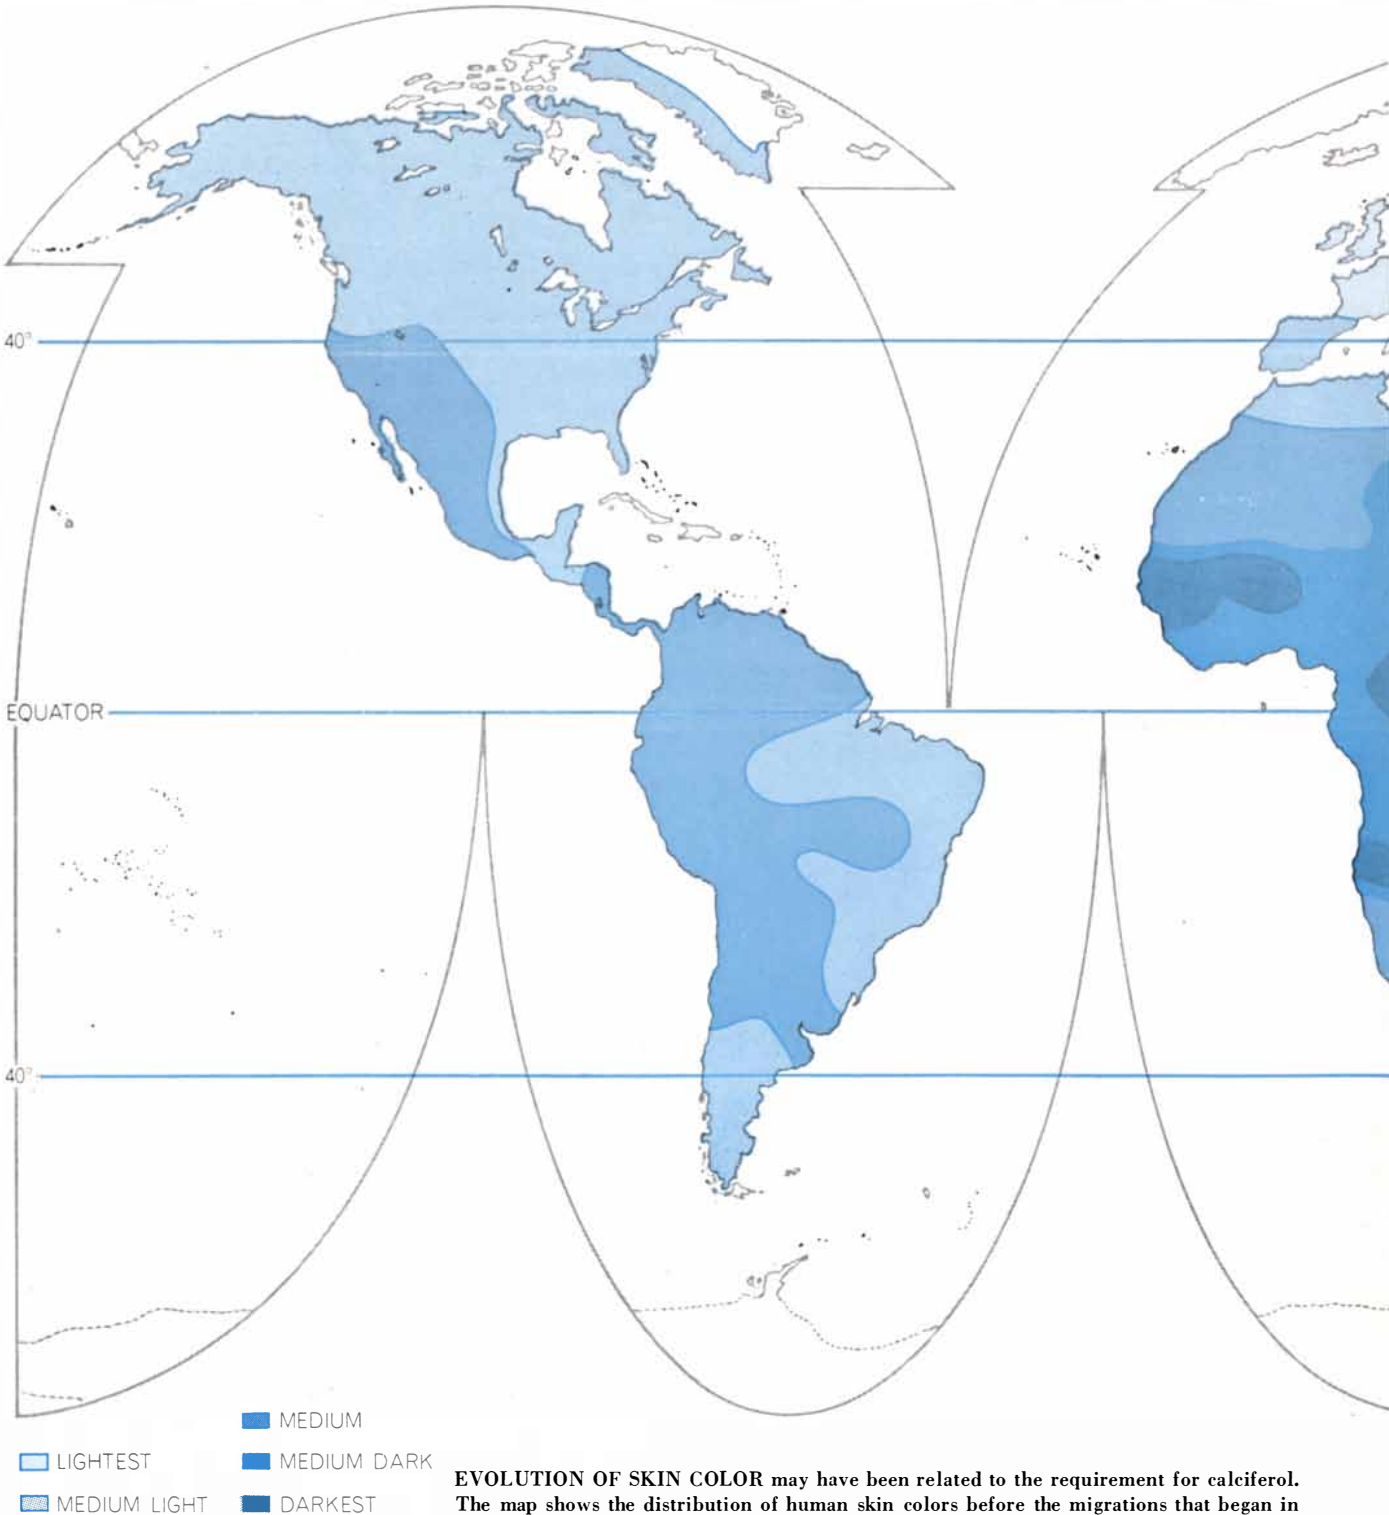 40°
EQUATOR
40°
MEDIUM
LIGHTEST
MEDIUM DARK
MEDIUM LIGHT
DARKEST
EVOLUTION OF SKIN COLOR may have been related to the requirement for calciferol.
The map shows the distribution of human skin colors before the migrations that began in